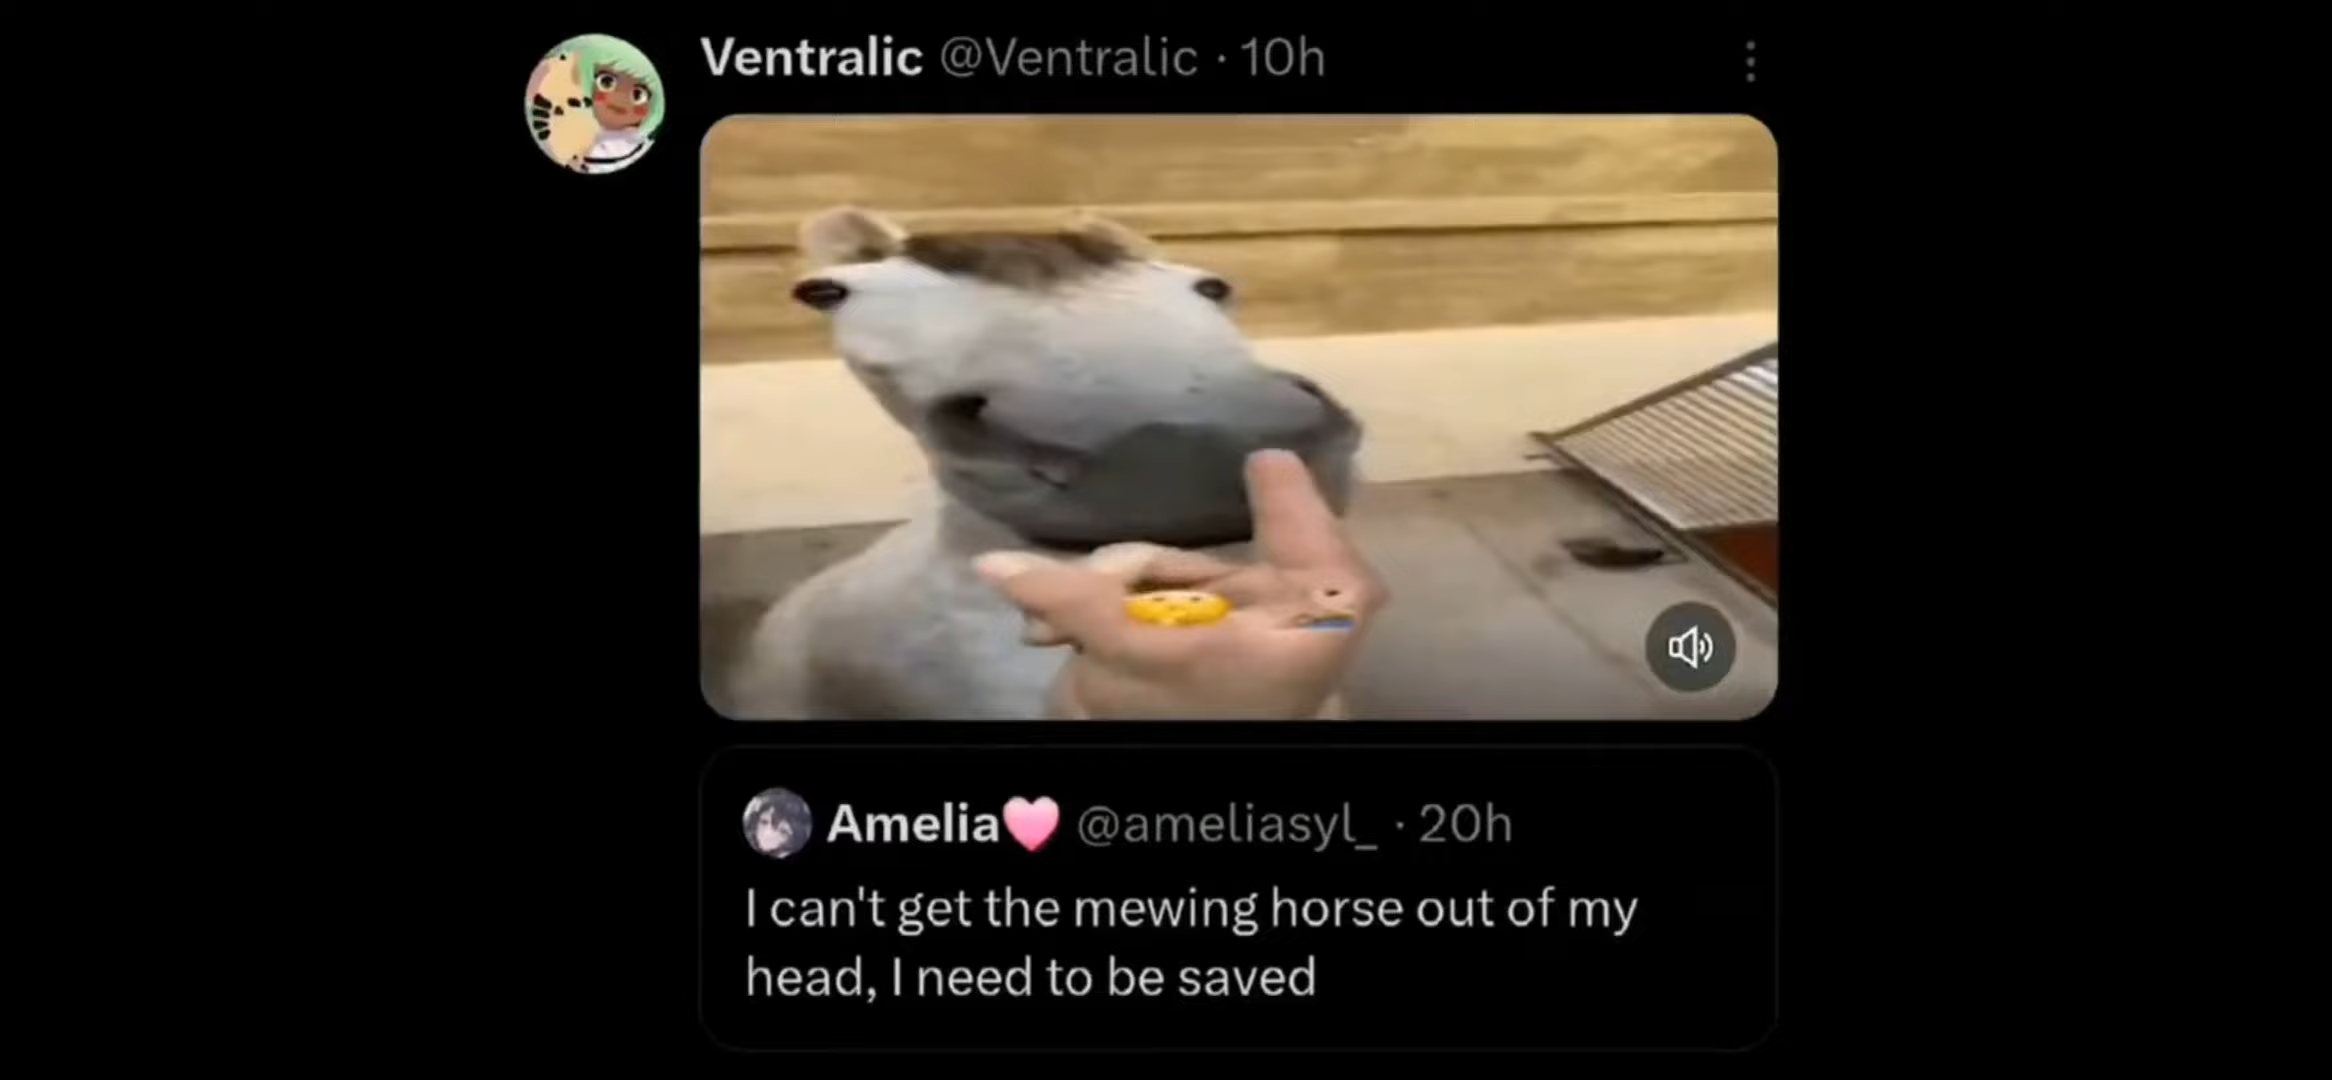 Ventralic @Ventralic · 10h
Amelia🩷 @ameliasyl_ · 20h
I can't get the mewing horse out of my
head, I need to be saved